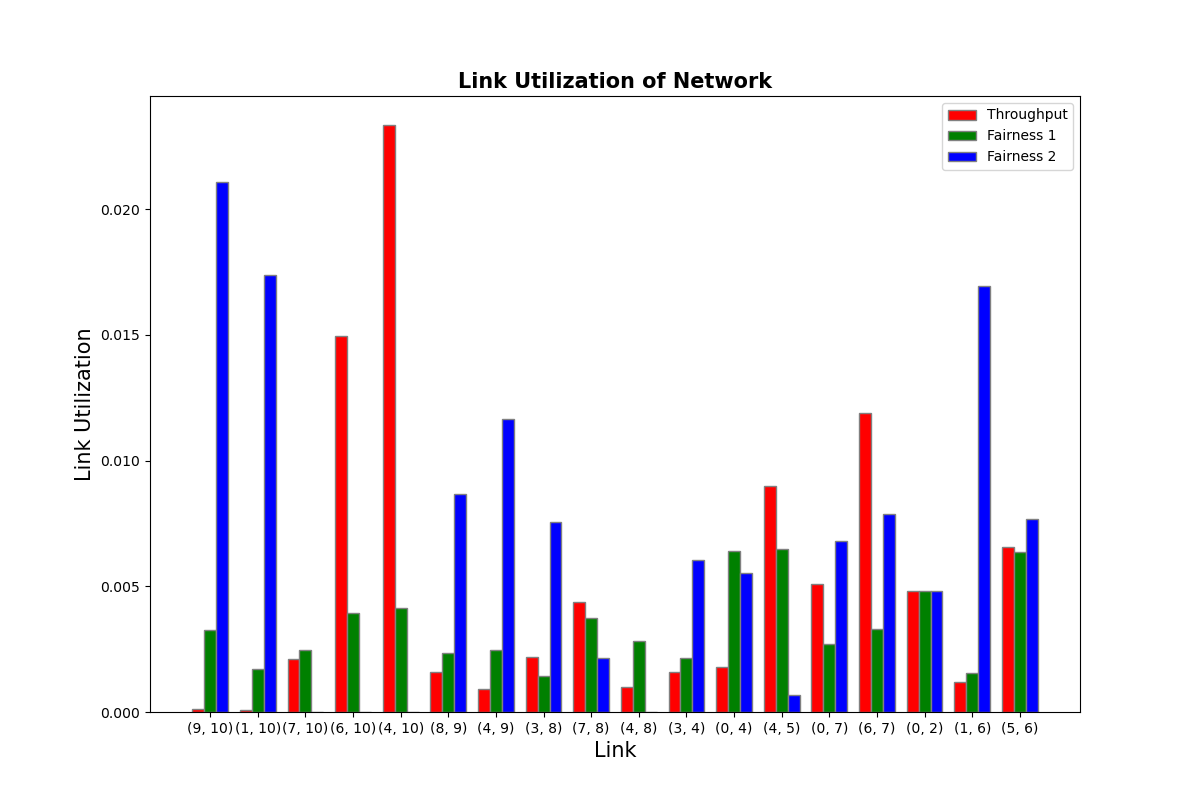 Link Utilization of Network
Throughput
Fairness 1
Fairness 2
Link Utilization
0.020
0.015
0.010
0.005
0.000
(9, 10) (1, 10) (7, 10) (6, 10) (4, 10) (8, 9) (4, 9) (3, 8) (7, 8) (4, 8) (3, 4) (0, 4) (4, 5) (0, 7) (6, 7) (0, 2) (1, 6) (5, 6)
Link